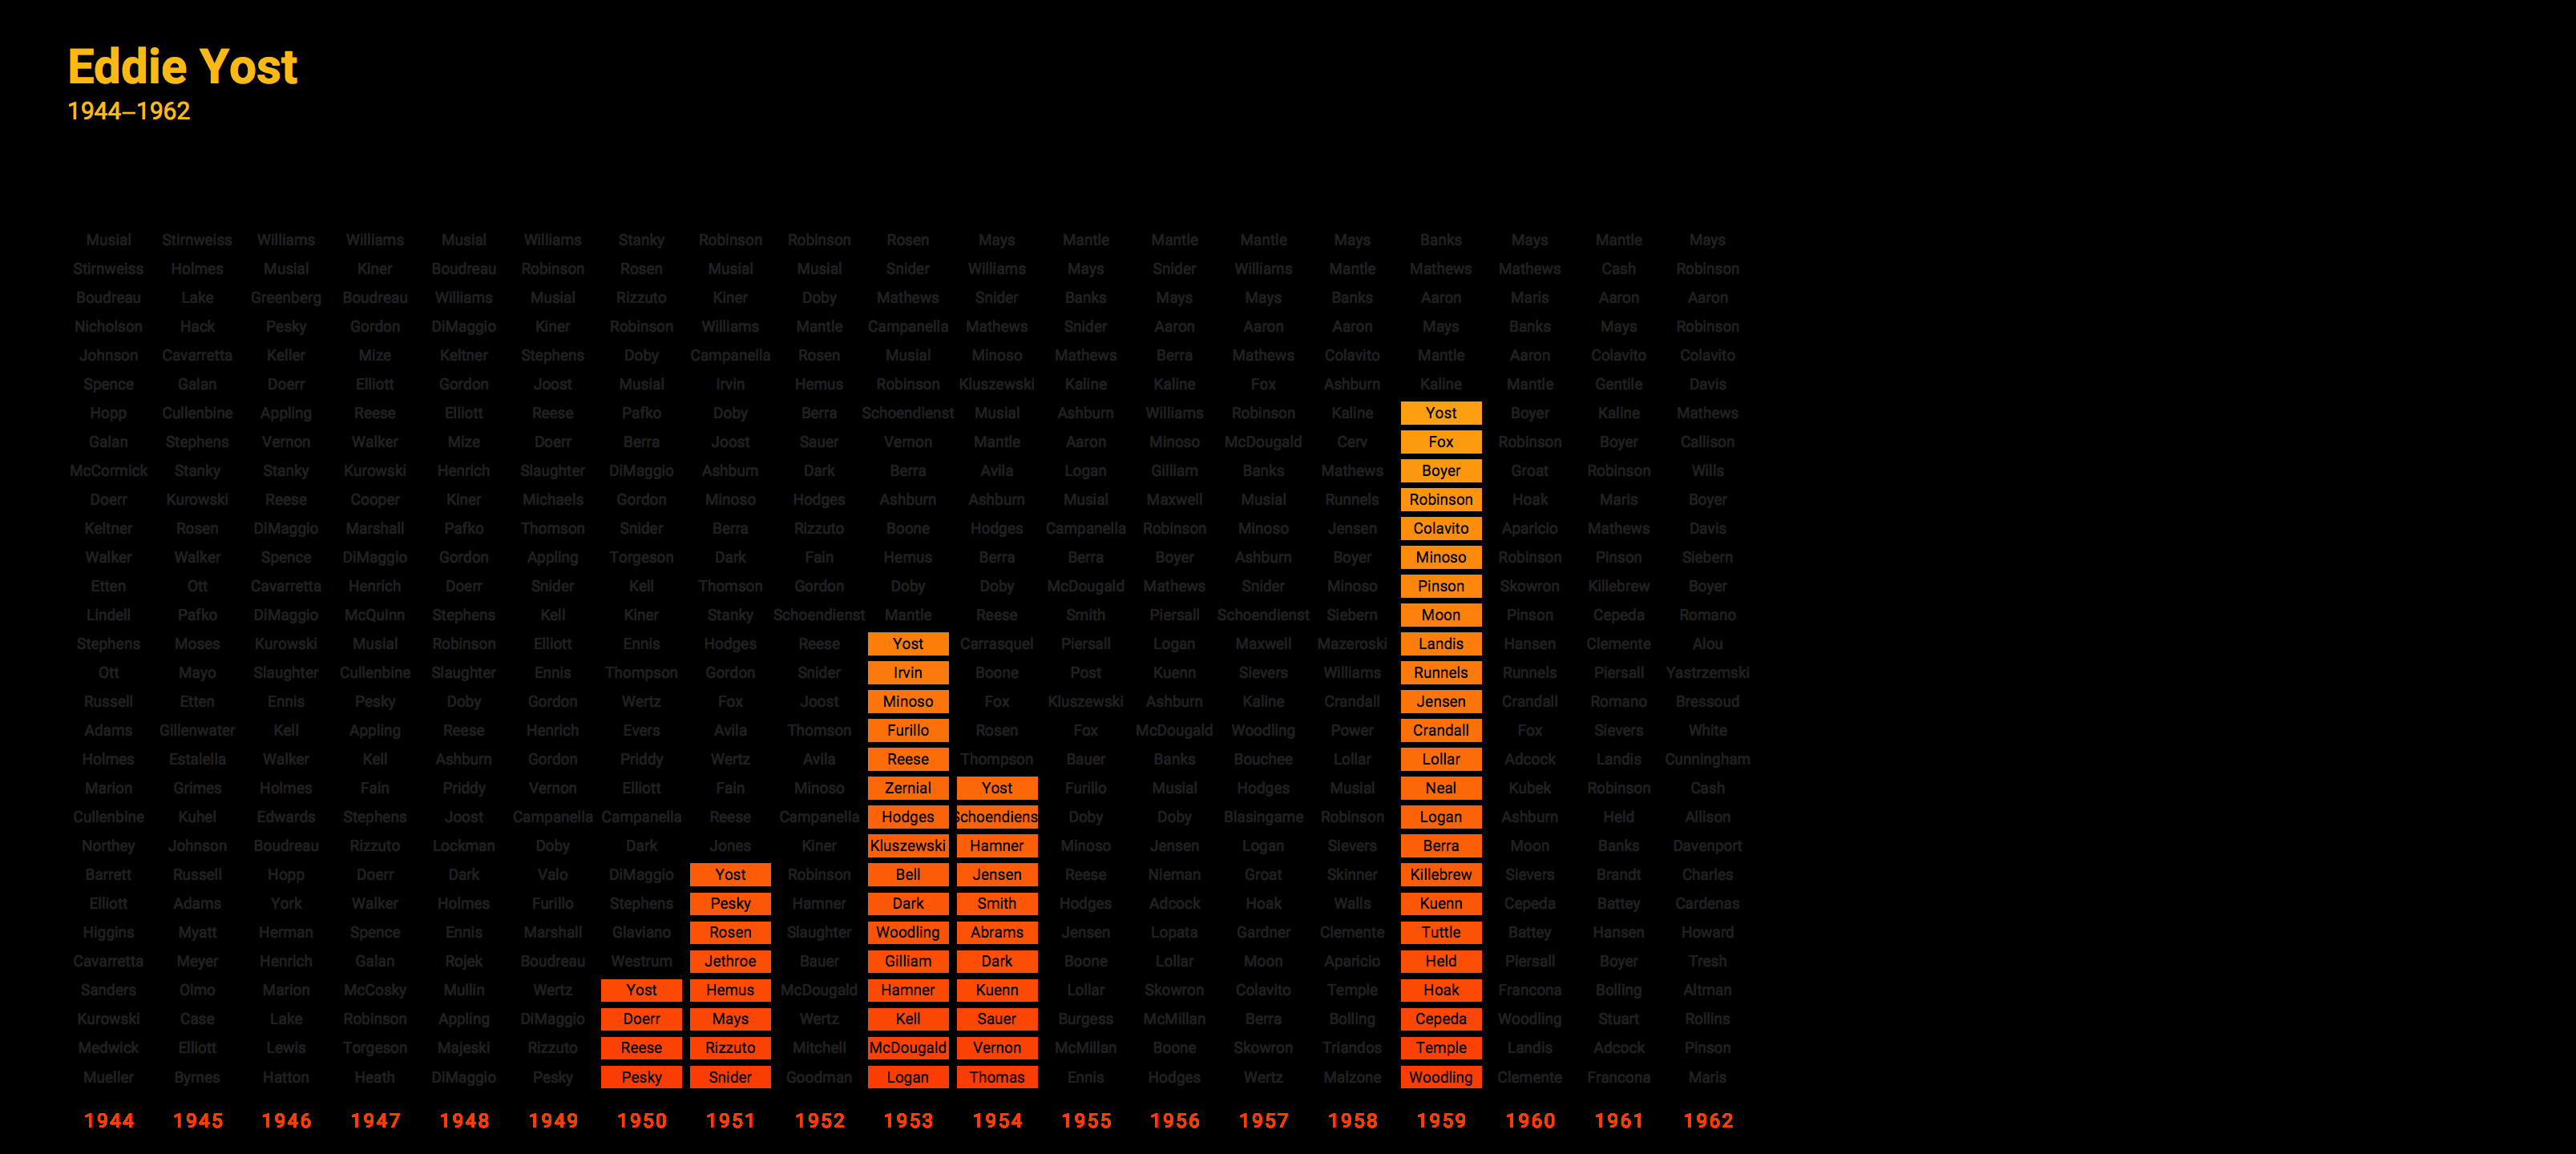 Eddie Yost
1944–1962
Musial Stirnweiss Williams Williams Musial Williams Stanky Robinson Robinson Rosen Mays Mantle Mantle Mantle Mays Banks Mays Mantle Mays
Stirnweiss Holmes Musial Kiner Boudreau Robinson Rosen Musial Musial Snider Williams Mays Snider Williams Mantle Mathews Mathews Cash Robinson
Boudreau Lake Greenberg Boudreau Williams Musial Rizzuto Kiner Doby Mathews Snider Banks Mays Mays Banks Aaron Maris Aaron Aaron
Nicholson Hack Pesky Gordon DiMaggio Kiner Robinson Williams Mantle Campanella Mathews Snider Aaron Aaron Aaron Mays Banks Mays Robinson
Johnson Cavarretta Keller Mize Keltner Stephens Doby Campanella Rosen Musial Minoso Mathews Berra Mathews Colavito Mantle Aaron Colavito Colavito
Spence Galan Doerr Elliott Gordon Joost Musial Irvin Hemus Robinson Kluszewski Kaline Kaline Fox Ashburn Kaline Mantle Gentile Davis
Hopp Cullenbine Appling Reese Elliott Reese Pafko Doby Berra Schoendienst Musial Ashburn Williams Robinson Kaline Yost Boyer Kaline Mathews
Galan Stephens Vernon Walker Mize Doerr Berra Joost Sauer Vernon Mantle Aaron Minoso McDougald Cerv Fox Robinson Boyer Callison
McCormick Stanky Stanky Kurowski Henrich Slaughter DiMaggio Ashburn Dark Berra Avila Logan Gilliam Banks Mathews Boyer Groat Robinson Wills
Doerr Kurowski Reese Cooper Kiner Michaels Gordon Minoso Hodges Ashburn Ashburn Musial Maxwell Musial Runnels Robinson Hoak Maris Boyer
Keltner Rosen DiMaggio Marshall Pafko Thomson Snider Berra Rizzuto Boone Hodges Campanella Robinson Minoso Jensen Colavito Aparicio Mathews Davis
Walker Walker Spence DiMaggio Gordon Appling Torgeson Dark Fain Hemus Berra Berra Boyer Ashburn Boyer Minoso Robinson Pinson Siebern
Etten Ott Cavarretta Henrich Doerr Snider Kell Thomson Gordon Doby Doby McDougald Mathews Snider Minoso Pinson Skowron Killebrew Boyer
Lindell Pafko DiMaggio McQuinn Stephens Kell Kiner Stanky Schoendienst Mantle Reese Smith Piersall Schoendienst Siebern Moon Pinson Cepeda Romano
Stephens Moses Kurowski Musial Robinson Elliott Ennis Hodges Reese Yost Carrasquel Piersall Logan Maxwell Mazeroski Landis Hansen Clemente Alou
Ott Mayo Slaughter Cullenbine Slaughter Ennis Thompson Gordon Snider Irvin Boone Post Kuenn Sievers Williams Runnels Runnels Piersall Yastrzemski
Russell Etten Ennis Pesky Doby Gordon Wertz Fox Joost Minoso Fox Kluszewski Ashburn Kaline Crandall Jensen Crandall Romano Bressoud
Adams Gillenwater Kell Appling Reese Henrich Evers Avila Thomson Furillo Rosen Fox McDougald Woodling Power Crandall Fox Sievers White
Holmes Estalella Walker Kell Ashburn Gordon Priddy Wertz Avila Reese Thompson Bauer Banks Bouchee Lollar Lollar Adcock Landis Cunningham
Marion Grimes Holmes Fain Priddy Vernon Elliott Fain Minoso Zernial Yost Furillo Musial Hodges Musial Neal Kubek Robinson Cash
Cullenbine Kuhel Edwards Stephens Joost Campanella Campanella Reese Campanella Hodges Schoendiens Doby Doby Blasingame Robinson Logan Ashburn Held Allison
Northey Johnson Boudreau Rizzuto Lockman Doby Dark Jones Kiner Kluszewski Hamner Minoso Jensen Logan Sievers Berra Moon Banks Davenport
Barrett Russell Hopp Doerr Dark Valo DiMaggio Yost Robinson Bell Jensen Reese Nieman Groat Skinner Killebrew Sievers Brandt Charles
Elliott Adams York Walker Holmes Furillo Stephens Pesky Hamner Dark Smith Hodges Adcock Hoak Walls Kuenn Cepeda Battey Cardenas
Higgins Myatt Herman Spence Ennis Marshall Glaviano Rosen Slaughter Woodling Abrams Jensen Lopata Gardner Clemente Tuttle Battey Hansen Howard
Cavarretta Meyer Henrich Galan Rojek Boudreau Westrum Jethroe Bauer Gilliam Dark Boone Lollar Moon Aparicio Held Piersall Boyer Tresh
Sanders Olmo Marion McCosky Mullin Wertz Yost Hemus McDougald Hamner Kuenn Lollar Skowron Colavito Temple Hoak Francona Bolling Altman
Kurowski Case Lake Robinson Appling DiMaggio Doerr Mays Wertz Kell Sauer Burgess McMillan Berra Bolling Cepeda Woodling Stuart Rollins
Medwick Elliott Lewis Torgeson Majeski Rizzuto Reese Rizzuto Mitchell McDougald Vernon McMillan Boone Skowron Triandos Temple Landis Adcock Pinson
Mueller Byrnes Hatton Heath DiMaggio Pesky Pesky Snider Goodman Logan Thomas Ennis Hodges Wertz Malzone Woodling Clemente Francona Maris
1944 1945 1946 1947 1948 1949 1950 1951 1952 1953 1954 1955 1956 1957 1958 1959 1960 1961 1962